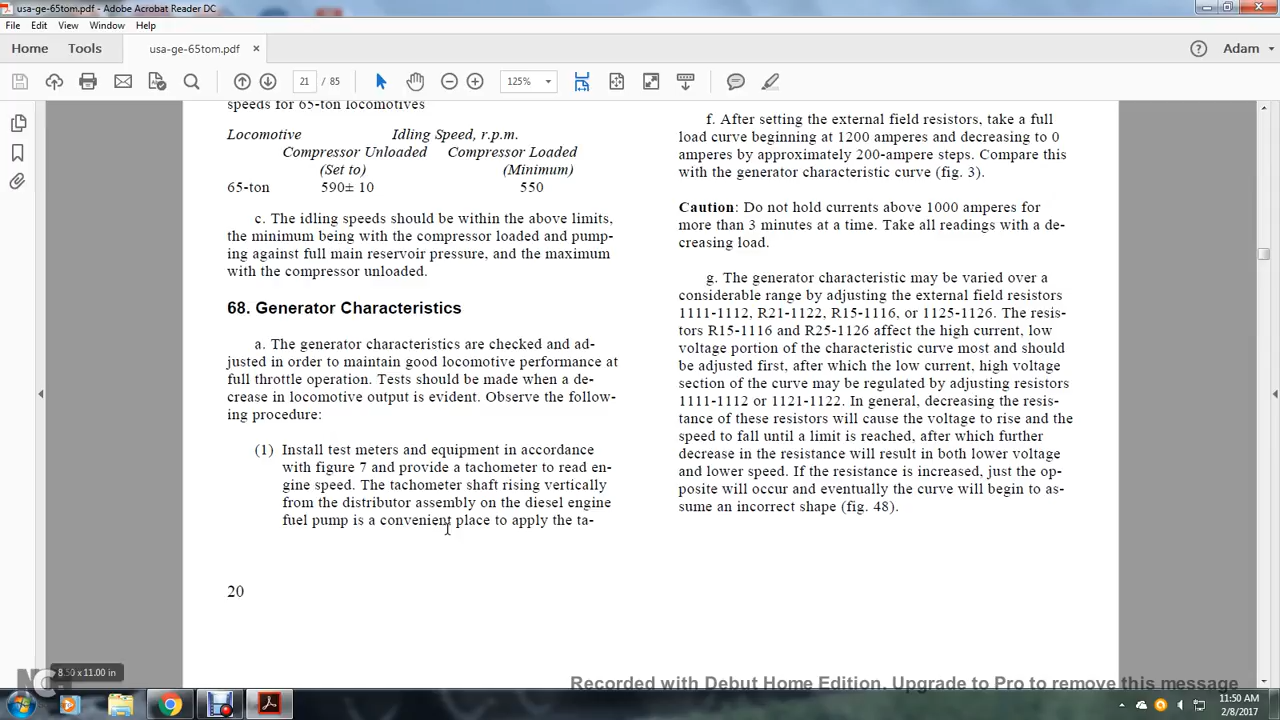 usa-ge-65tom.pdf - Adobe Acrobat Reader DC
File Edit View Window Help
Home Tools usa-ge-65tom.pdf × Adam
21 / 85 125%
speeds for 65-ton locomotives
Locomotive Idling Speed, r.p.m.
Compressor Unloaded Compressor Loaded
(Set to) (Minimum)
65-ton 590± 10 550
c. The idling speeds should be within the above limits,
the minimum being with the compressor loaded and pump-
ing against full main reservoir pressure, and the maximum
with the compressor unloaded.
68. Generator Characteristics
a. The generator characteristics are checked and ad-
justed in order to maintain good locomotive performance at
full throttle operation. Tests should be made when a de-
crease in locomotive output is evident. Observe the follow-
ing procedure:
(1) Install test meters and equipment in accordance
with figure 7 and provide a tachometer to read en-
gine speed. The tachometer shaft rising vertically
from the distributor assembly on the diesel engine
fuel pump is a convenient place to apply the ta-
20
f. After setting the external field resistors, take a full
load curve beginning at 1200 amperes and decreasing to 0
amperes by approximately 200-ampere steps. Compare this
with the generator characteristic curve (fig. 3).
Caution: Do not hold currents above 1000 amperes for
more than 3 minutes at a time. Take all readings with a de-
creasing load.
g. The generator characteristic may be varied over a
considerable range by adjusting the external field resistors
1111-1112, R21-1122, R15-1116, or 1125-1126. The resis-
tors R15-1116 and R25-1126 affect the high current, low
voltage portion of the characteristic curve most and should
be adjusted first, after which the low current, high voltage
section of the curve may be regulated by adjusting resistors
1111-1112 or 1121-1122. In general, decreasing the resis-
tance of these resistors will cause the voltage to rise and the
speed to fall until a limit is reached, after which further
decrease in the resistance will result in both lower voltage
and lower speed. If the resistance is increased, just the op-
posite will occur and eventually the curve will begin to as-
sume an incorrect shape (fig. 48).
8.50 x 11.00 in
Recorded with Debut Home Edition. Upgrade to Pro to remove this message
11:50 AM
2/8/2017